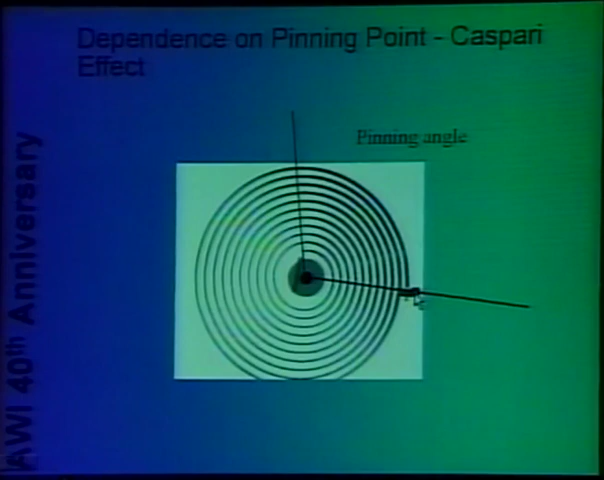 Dependence on Pinning Point - Caspari
Effect
Pinning angle
AWI 40th Anniversary